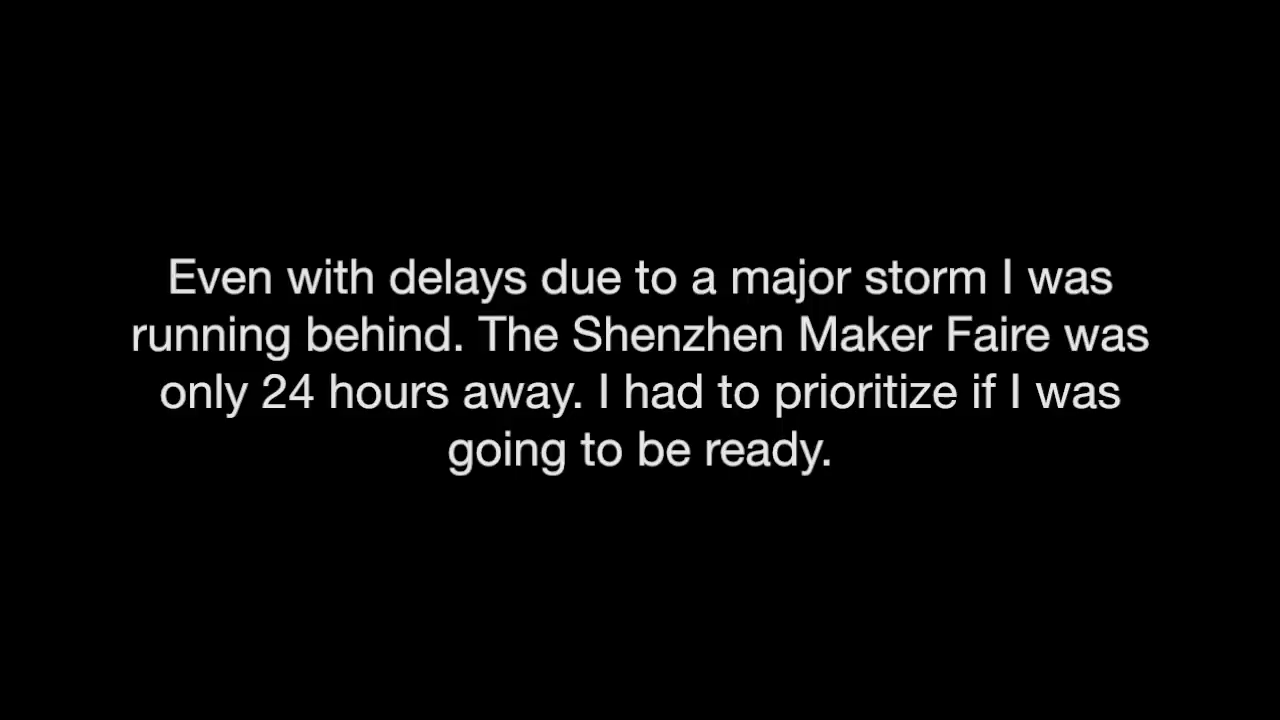 Even with delays due to a major storm I was
running behind. The Shenzhen Maker Faire was
only 24 hours away. I had to prioritize if I was
going to be ready.